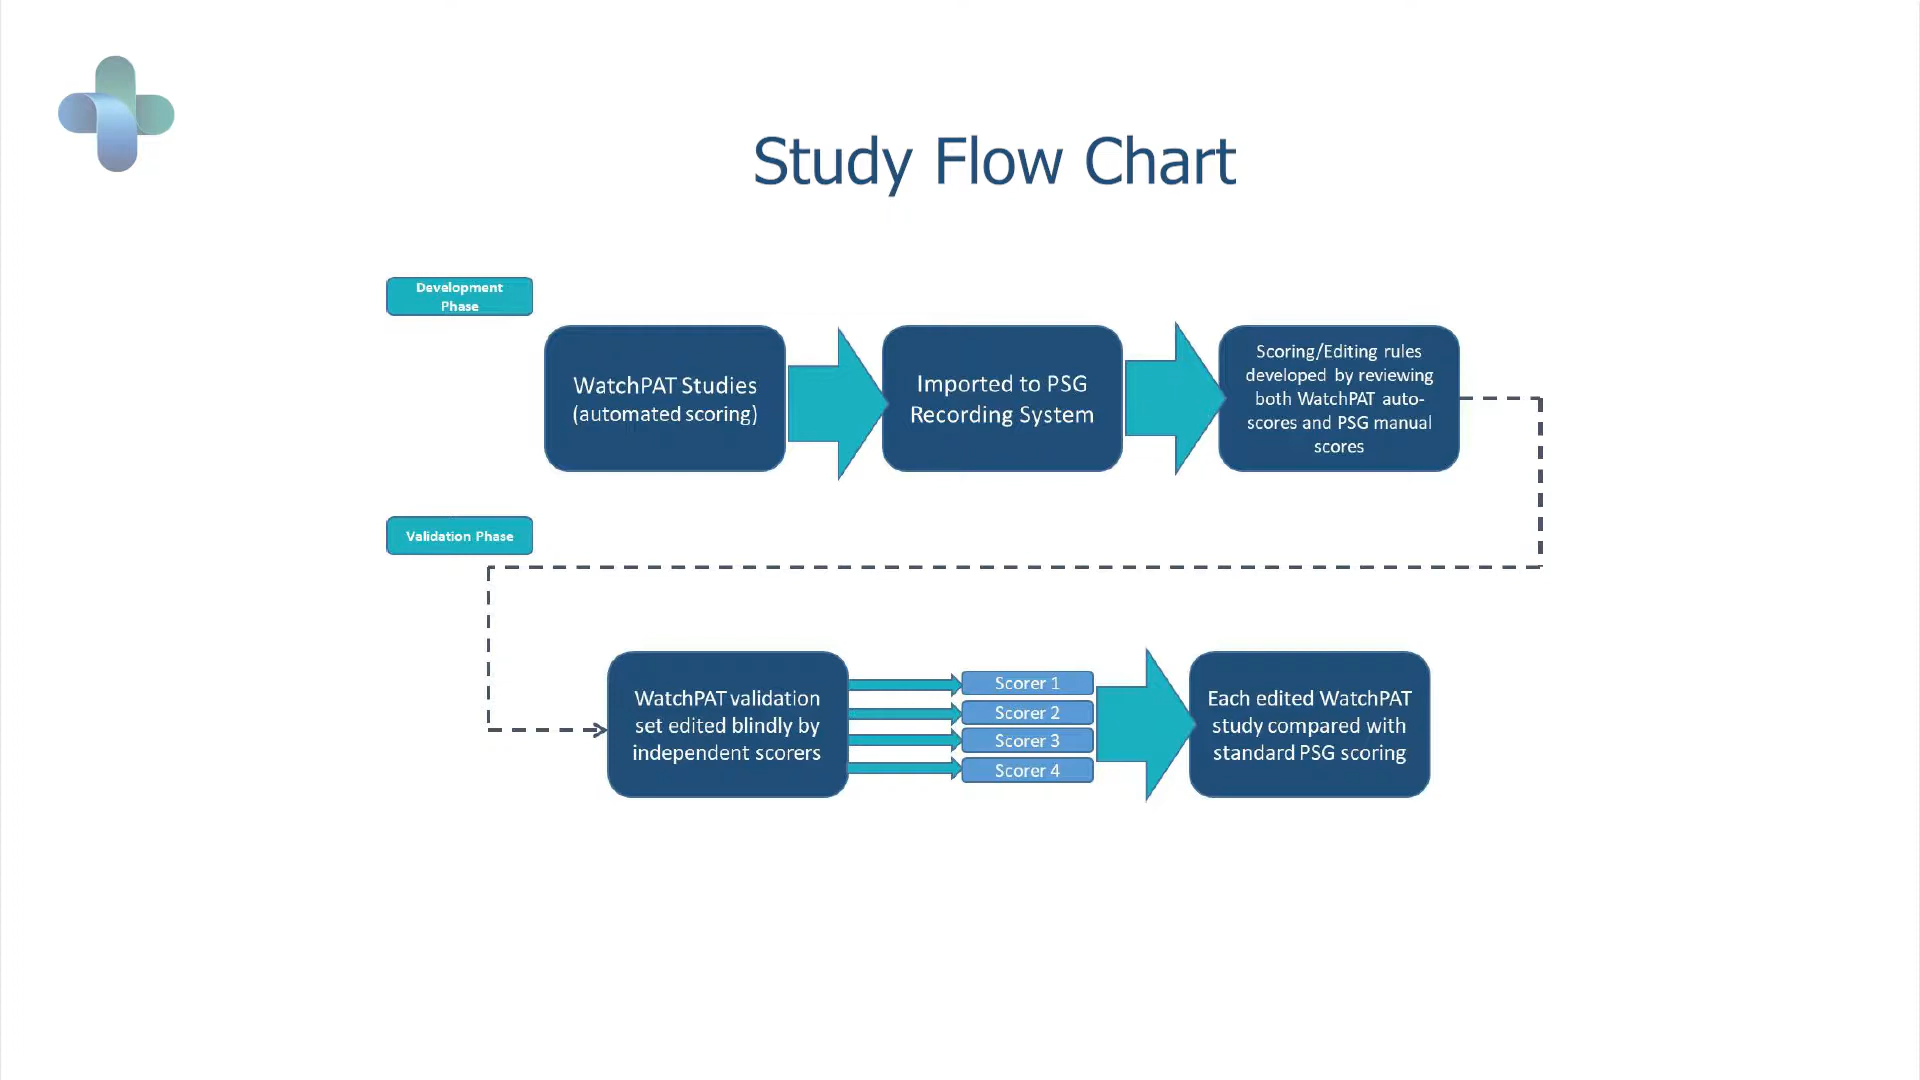 Study Flow Chart
Development
Phase
WatchPAT Studies
(automated scoring)
Imported to PSG
Recording System
Scoring/Editing rules
developed by reviewing
both WatchPAT auto-
scores and PSG manual
scores
Validation Phase
WatchPAT validation
set edited blindly by
independent scorers
Scorer 1
Scorer 2
Scorer 3
Scorer 4
Each edited WatchPAT
study compared with
standard PSG scoring